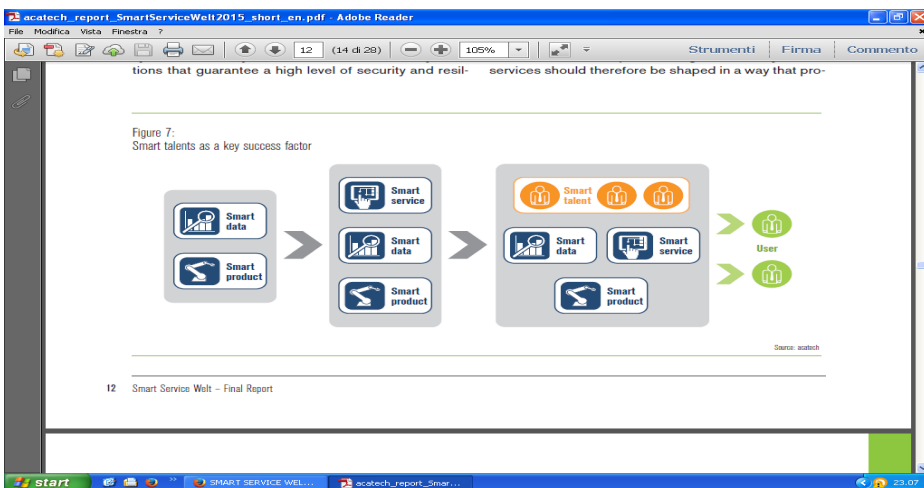 acatech_report_SmartServiceWelt2015_short_en.pdf - Adobe Reader
File Modifica Vista Finestra ?
12 (14 di 28) 105% Strumenti Firma Commento
tions that guarantee a high level of security and resil-
services should therefore be shaped in a way that pro-
Figure 7:
Smart talents as a key success factor
Smart
data
Smart
product
Smart
service
Smart
data
Smart
product
Smart
talent
Smart
data
Smart
service
Smart
product
User
Source: acatech
12 Smart Service Welt – Final Report
start
SMART SERVICE WEL...
acatech_report_Smar...
23.07